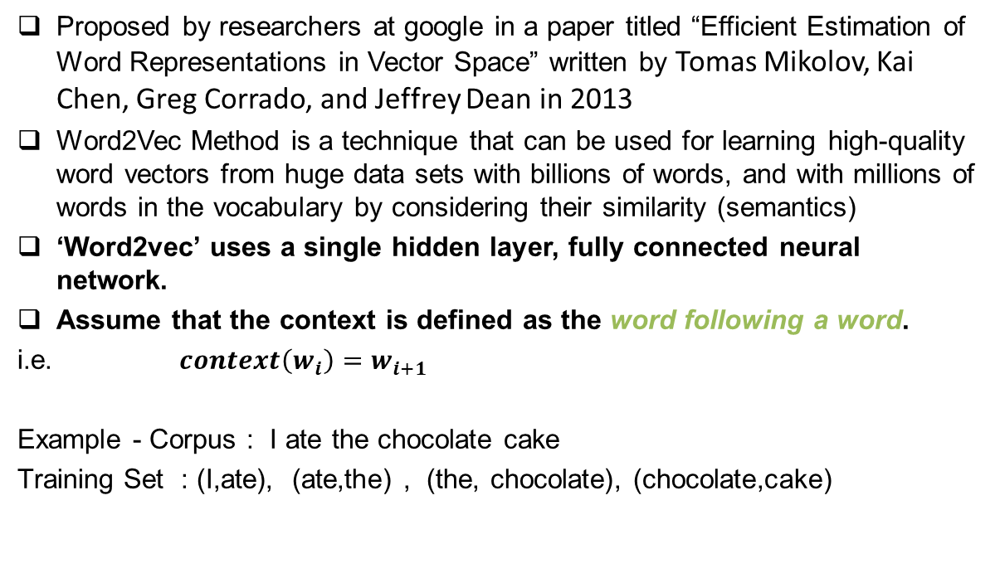 ❑ Proposed by researchers at google in a paper titled “Efficient Estimation of
Word Representations in Vector Space” written by Tomas Mikolov, Kai
Chen, Greg Corrado, and Jeffrey Dean in 2013
❑ Word2Vec Method is a technique that can be used for learning high-quality
word vectors from huge data sets with billions of words, and with millions of
words in the vocabulary by considering their similarity (semantics)
❑ ‘Word2vec’ uses a single hidden layer, fully connected neural
network.
❑ Assume that the context is defined as the word following a word.
i.e. context(wᵢ) = wᵢ₊₁
Example - Corpus : I ate the chocolate cake
Training Set : (I,ate), (ate,the) , (the, chocolate), (chocolate,cake)